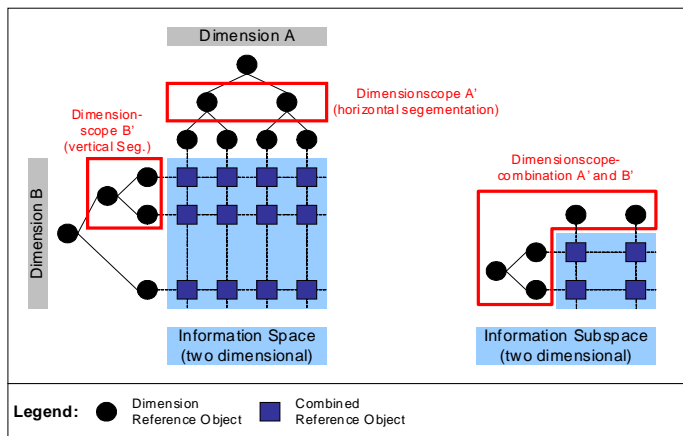 Dimension A
Dimensionscope A'
(horizontal segementation)
Dimension-
scope B'
(vertical Seg.)
Dimension B
Dimensionscope-
combination A' and B'
Information Space
(two dimensional)
Information Subspace
(two dimensional)
Legend:
Dimension
Reference Object
Combined
Reference Object